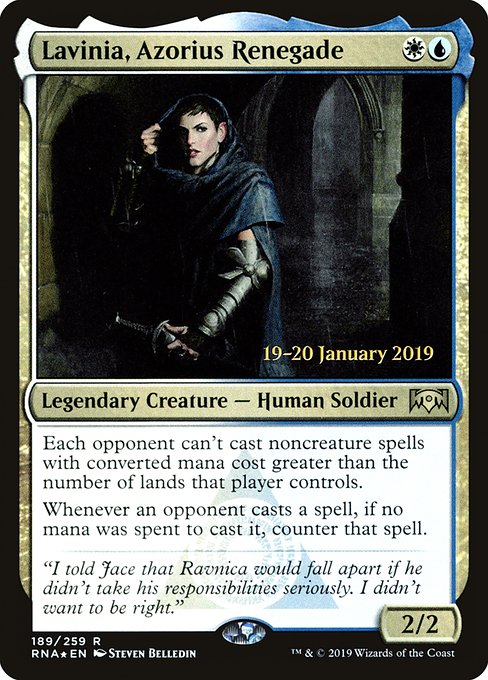 Lavinia, Azorius Renegade
19–20 January 2019
Legendary Creature — Human Soldier
Each opponent can't cast noncreature spells
with converted mana cost greater than the
number of lands that player controls.
Whenever an opponent casts a spell, if no
mana was spent to cast it, counter that spell.
"I told Jace that Ravnica would fall apart if he
didn't take his responsibilities seriously. I didn't
want to be right."
2/2
189/259 R
RNA★EN Steven Belledin
™ & © 2019 Wizards of the Coast